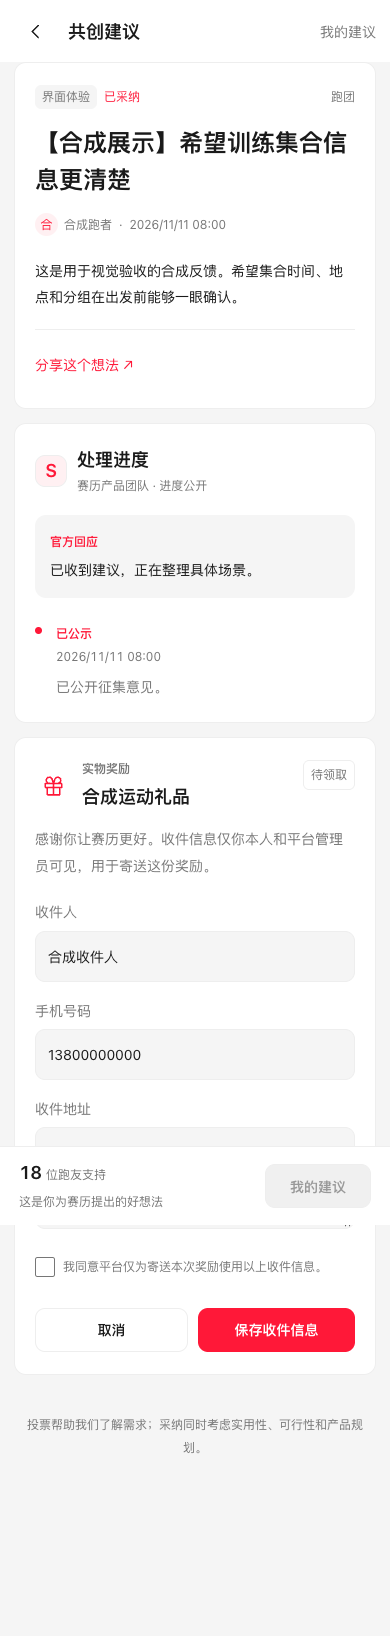 共创建议
我的建议
界面体验 已采纳 跑团
【合成展示】希望训练集合信
息更清楚
合 合成跑者 · 2026/11/11 08:00
这是用于视觉验收的合成反馈。希望集合时间、地
点和分组在出发前能够一眼确认。
分享这个想法 ↗
S 处理进度
赛历产品团队 · 进度公开
官方回应
已收到建议，正在整理具体场景。
已公示
2026/11/11 08:00
已公开征集意见。
实物奖励
待领取
合成运动礼品
感谢你让赛历更好。收件信息仅你本人和平台管理
员可见，用于寄送这份奖励。
收件人
合成收件人
手机号码
13800000000
收件地址
18 位跑友支持
这是你为赛历提出的好想法
我的建议
我同意平台仅为寄送本次奖励使用以上收件信息。
取消 保存收件信息
投票帮助我们了解需求；采纳同时考虑实用性、可行性和产品规
划。